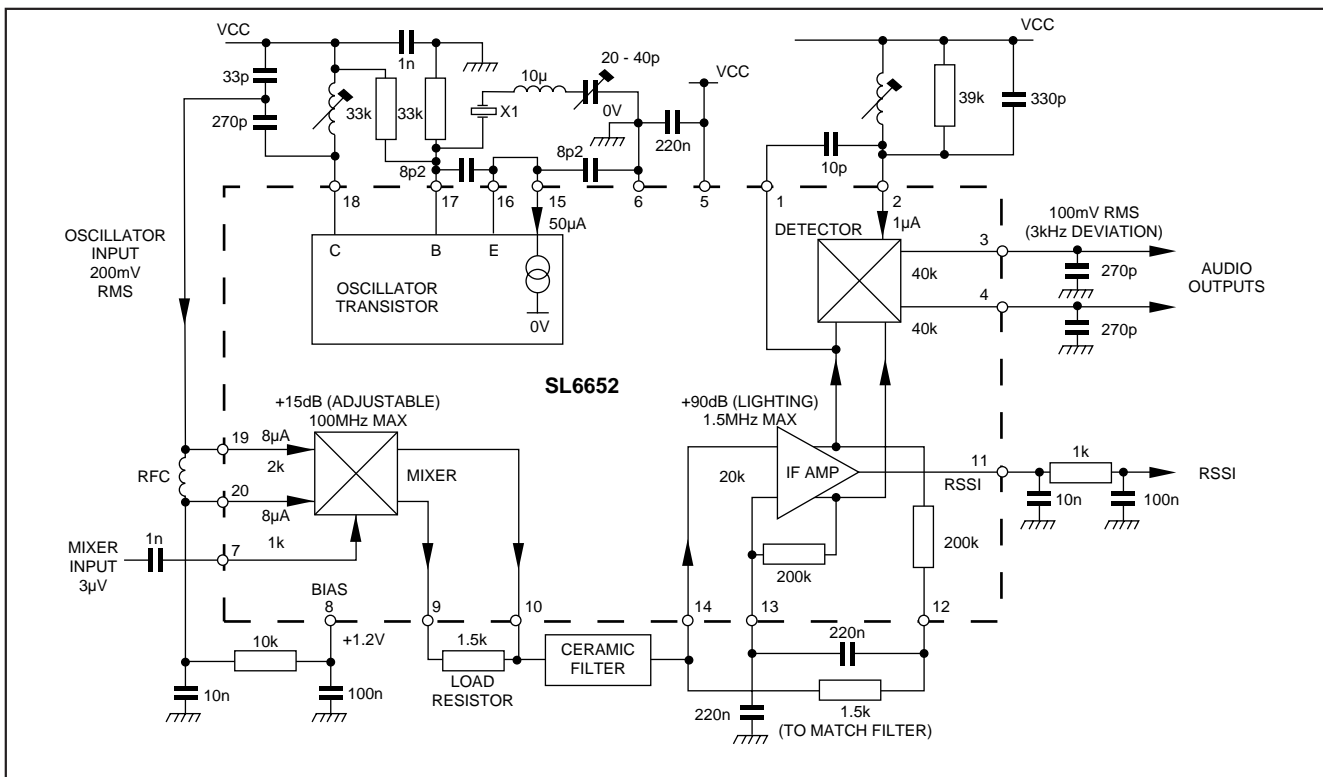 VCC
33p
270p
1n
33k
33k
10µ
X1
20 - 40p
0V
VCC
220n
8p2
8p2
VCC
39k
330p
10p
18
17
16
15
6
5
1
2
50µA
1µA
C
B
E
OSCILLATOR
TRANSISTOR
0V
OSCILLATOR
INPUT
200mV
RMS
DETECTOR
40k
40k
3
4
100mV RMS
(3kHz DEVIATION)
270p
270p
AUDIO
OUTPUTS
SL6652
+15dB (ADJUSTABLE)
100MHz MAX
19
8µA
2k
RFC
20
8µA
MIXER
1n
MIXER
INPUT
3µV
7
1k
+90dB (LIGHTING)
1.5MHz MAX
20k
IF AMP
RSSI
11
1k
10n
100n
RSSI
200k
200k
BIAS
8
+1.2V
9
10
14
13
12
10k
10n
100n
1.5k
LOAD
RESISTOR
CERAMIC
FILTER
220n
220n
1.5k
(TO MATCH FILTER)